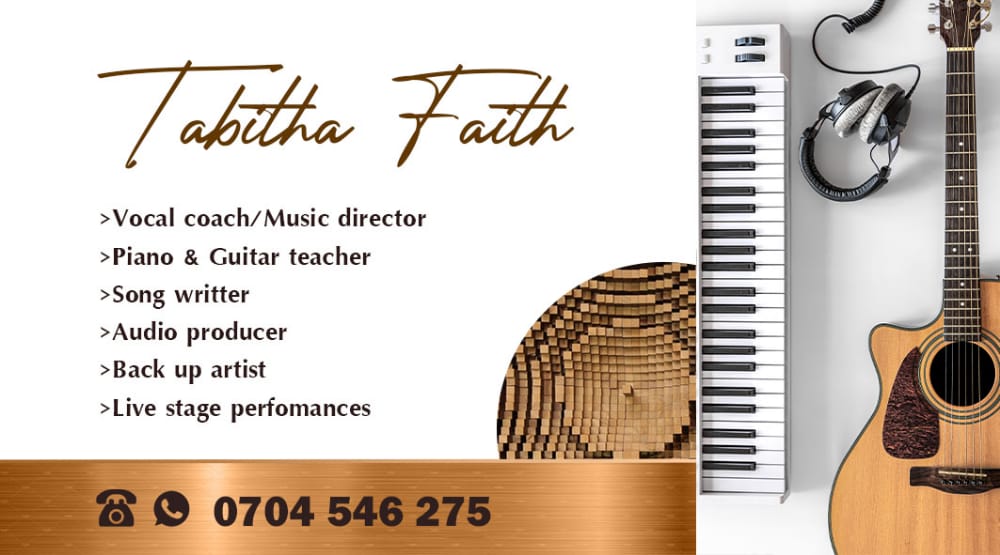 Tabitha Faith
>Vocal coach/Music director
>Piano & Guitar teacher
>Song writter
>Audio producer
>Back up artist
>Live stage perfomances
0704 546 275